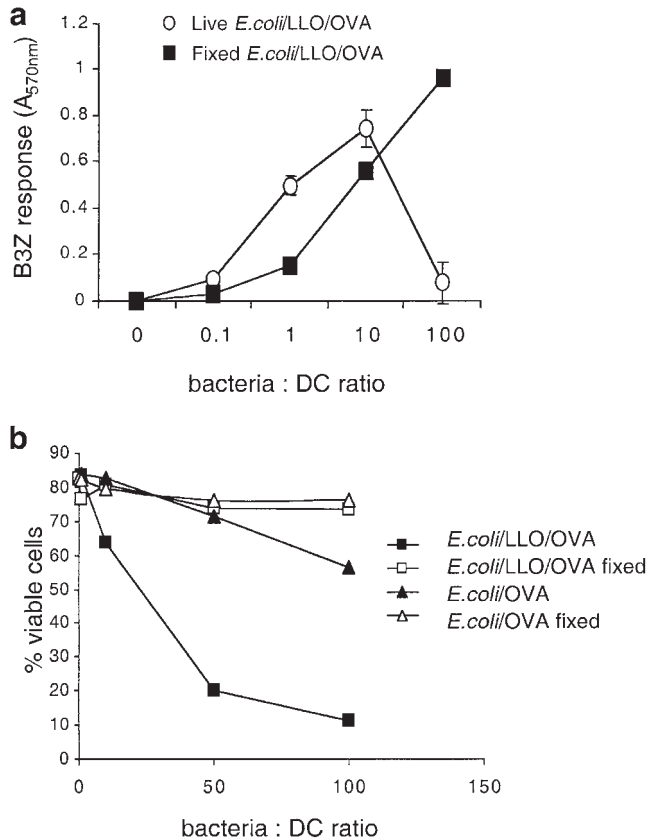 a
Live E.coli/LLO/OVA
Fixed E.coli/LLO/OVA
B3Z response (A570nm)
1.2
1
0.8
0.6
0.4
0.2
0
0 0.1 1 10 100
bacteria : DC ratio
b
% viable cells
90
80
70
60
50
40
30
20
10
0
0 50 100 150
bacteria : DC ratio
E.coli/LLO/OVA
E.coli/LLO/OVA fixed
E.coli/OVA
E.coli/OVA fixed